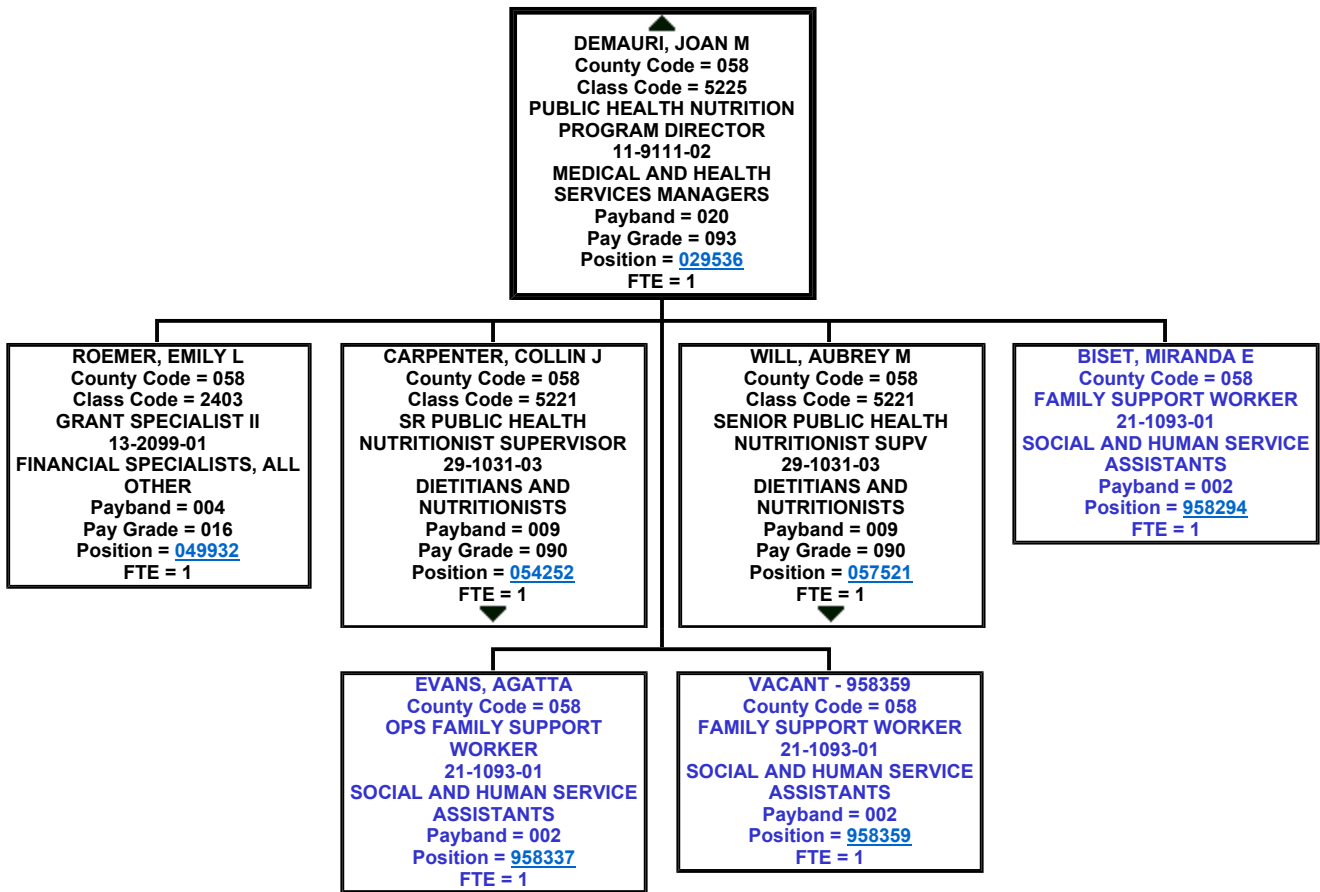 DEMAURI, JOAN M
County Code = 058
Class Code = 5225
PUBLIC HEALTH NUTRITION
PROGRAM DIRECTOR
11-9111-02
MEDICAL AND HEALTH
SERVICES MANAGERS
Payband = 020
Pay Grade = 093
Position = 029536
FTE = 1
ROEMER, EMILY L
County Code = 058
Class Code = 2403
GRANT SPECIALIST II
13-2099-01
FINANCIAL SPECIALISTS, ALL
OTHER
Payband = 004
Pay Grade = 016
Position = 049932
FTE = 1
CARPENTER, COLLIN J
County Code = 058
Class Code = 5221
SR PUBLIC HEALTH
NUTRITIONIST SUPERVISOR
29-1031-03
DIETITIANS AND
NUTRITIONISTS
Payband = 009
Pay Grade = 090
Position = 054252
FTE = 1
WILL, AUBREY M
County Code = 058
Class Code = 5221
SENIOR PUBLIC HEALTH
NUTRITIONIST SUPV
29-1031-03
DIETITIANS AND
NUTRITIONISTS
Payband = 009
Pay Grade = 090
Position = 057521
FTE = 1
BISET, MIRANDA E
County Code = 058
FAMILY SUPPORT WORKER
21-1093-01
SOCIAL AND HUMAN SERVICE
ASSISTANTS
Payband = 002
Position = 958294
FTE = 1
EVANS, AGATTA
County Code = 058
OPS FAMILY SUPPORT
WORKER
21-1093-01
SOCIAL AND HUMAN SERVICE
ASSISTANTS
Payband = 002
Position = 958337
FTE = 1
VACANT - 958359
County Code = 058
FAMILY SUPPORT WORKER
21-1093-01
SOCIAL AND HUMAN SERVICE
ASSISTANTS
Payband = 002
Position = 958359
FTE = 1